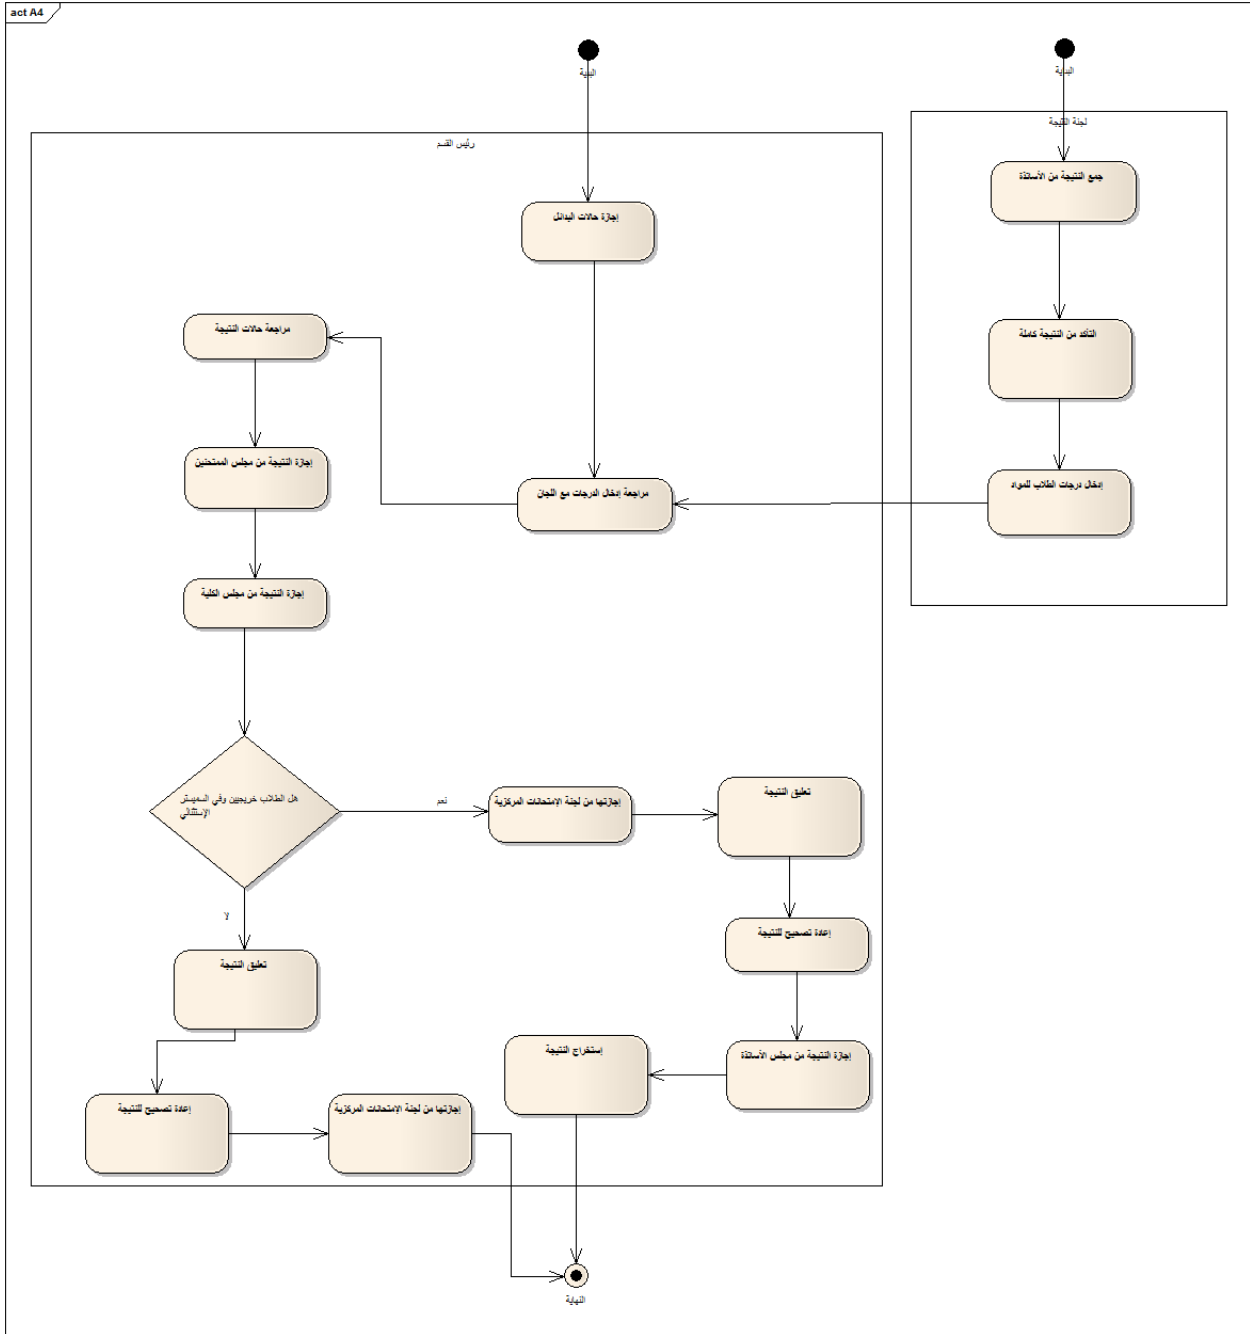 act A4
البداية
البداية
لجنة النتيجة
رئيس القسم
جمع النتيجة من الأساتذة
إجازة حالات البدائل
مراجعة حالات النتيجة
التأكد من النتيجة كاملة
إجازة النتيجة من مجلس الممتحنين
إدخال درجات الطلاب للمواد
مراجعة إدخال الدرجات مع اللجان
إجازة النتيجة من مجلس الكلية
هل الطلاب خريجين وفي السميستر
الإستثنائي
نعم
إجازتها من لجنة الإمتحانات المركزية
تعليق النتيجة
لا
إعادة تصحيح للنتيجة
تعليق النتيجة
إستخراج النتيجة
إجازة النتيجة من مجلس الأساتذة
إعادة تصحيح للنتيجة
إجازتها من لجنة الإمتحانات المركزية
النهاية